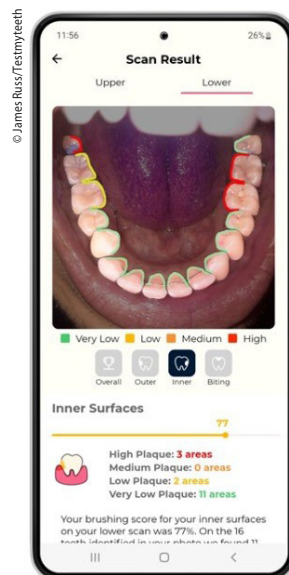 © James Russ/Testmyteeth
11:56
26%
Scan Result
Upper Lower
Very Low Low Medium High
Overall Outer Inner Biting
Inner Surfaces
77
High Plaque: 3 areas
Medium Plaque: 0 areas
Low Plaque: 2 areas
Very Low Plaque: 11 areas
Your brushing score for your inner surfaces
on your lower scan was 77%. On the 16
teeth identified in your photo we found 11